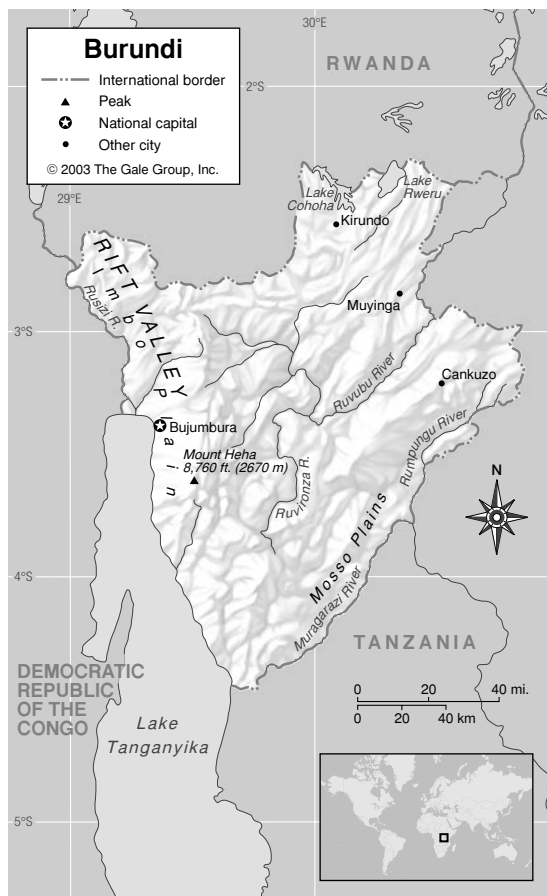 Burundi
International border
Peak
National capital
Other city
© 2003 The Gale Group, Inc.
30°E
RWANDA
2°S
29°E
Lake
Cohoha
Lake
Rweru
Kirundo
RIFT VALLEY
Imbo Plain
Rusizi R.
Muyinga
3°S
Ruvubu River
Cankuzo
Bujumbura
Mount Heha
8,760 ft. (2670 m)
Ruvironza R.
Rumpungu River
N
Mosso Plains
Muragarazi River
4°S
TANZANIA
DEMOCRATIC
REPUBLIC
OF THE
CONGO
0 20 40 mi.
0 20 40 km
Lake
Tanganyika
5°S